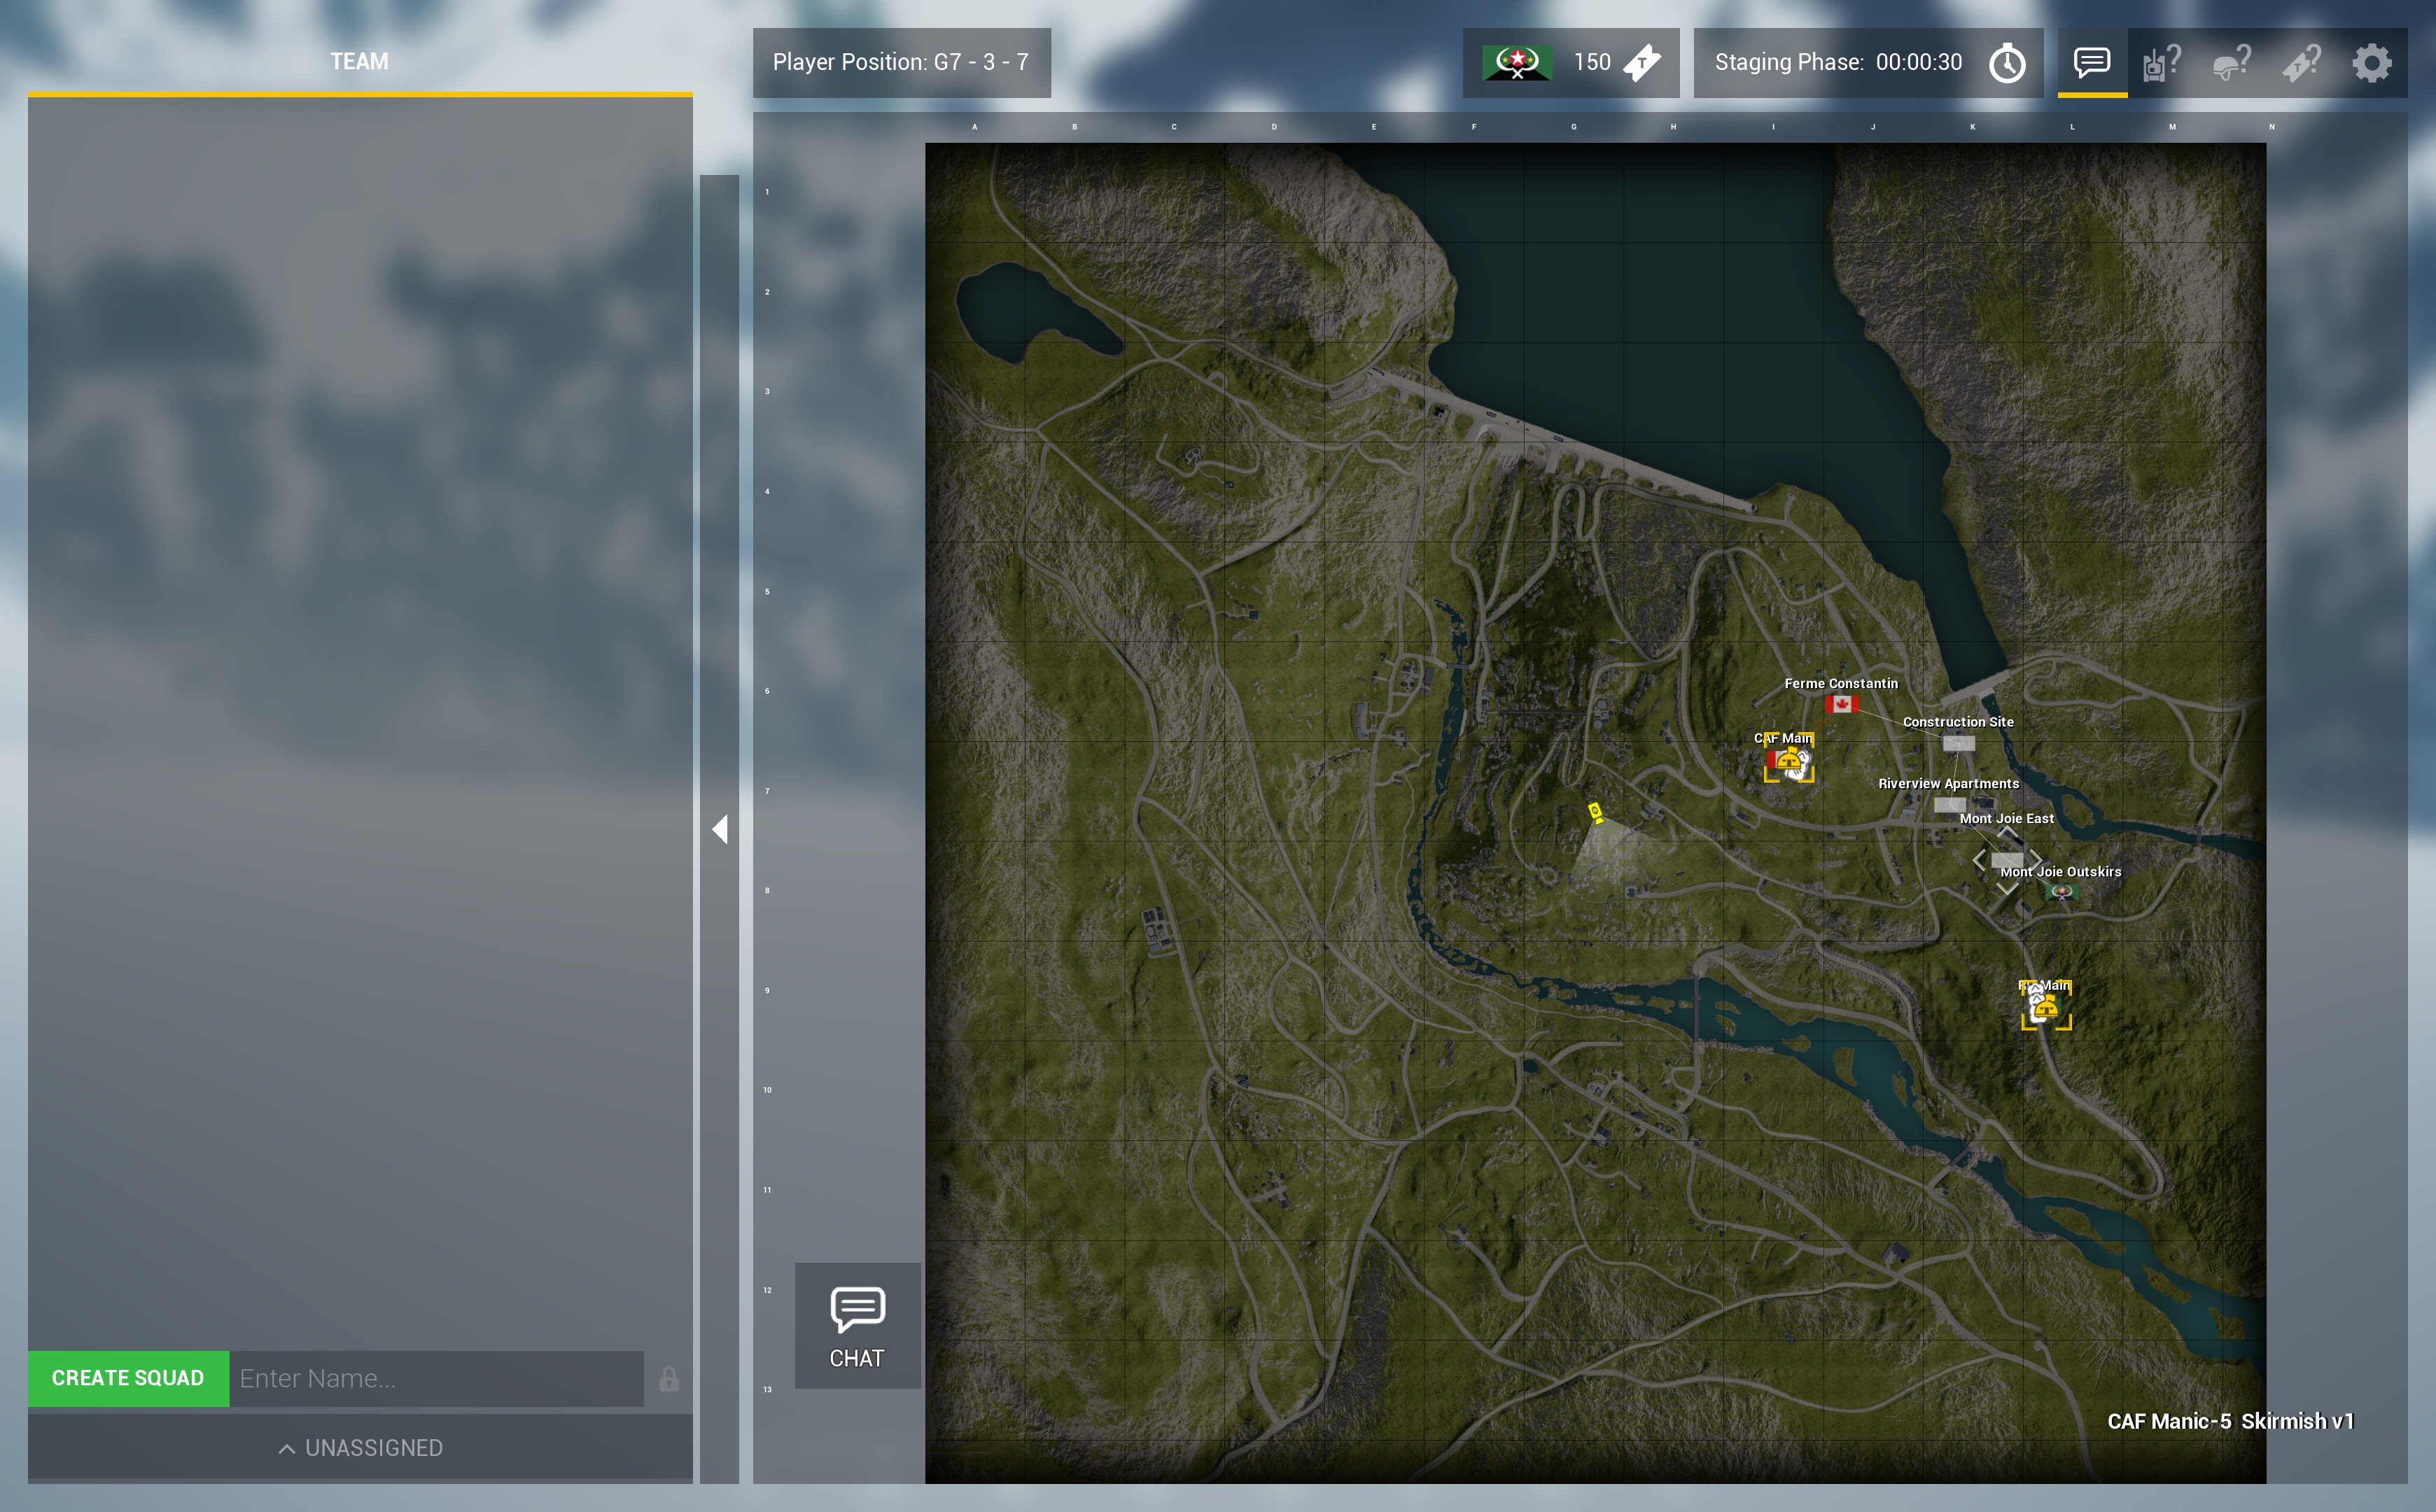 TEAM
Player Position: G7 - 3 - 7
150
T
Staging Phase: 00:00:30
? ? T ?
A B C D E F G H I J K L M N
1
2
3
4
5
6
7
8
9
10
11
12
13
Ferme Constantin
Construction Site
CAF Main
Riverview Apartments
Mont Joie East
Mont Joie Outskirs
Main
CHAT
CREATE SQUAD
Enter Name...
UNASSIGNED
CAF Manic-5 Skirmish v1